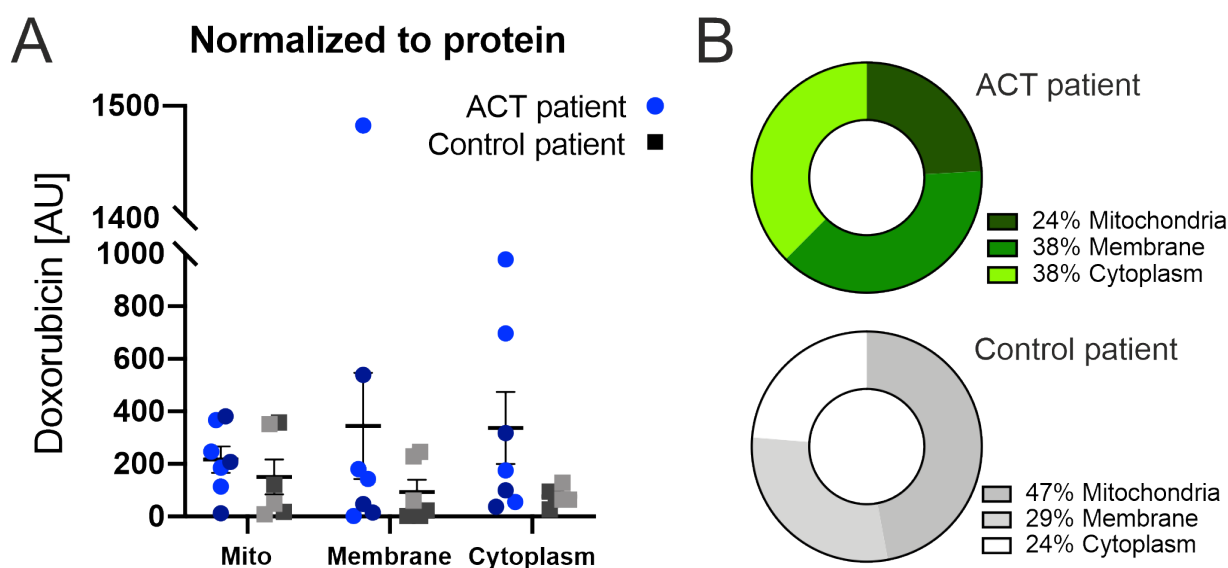 A
Normalized to protein
Doxorubicin [AU]
1500
1400
1000
800
600
400
200
0
ACT patient
Control patient
Mito
Membrane
Cytoplasm
B
ACT patient
24% Mitochondria
38% Membrane
38% Cytoplasm
Control patient
47% Mitochondria
29% Membrane
24% Cytoplasm